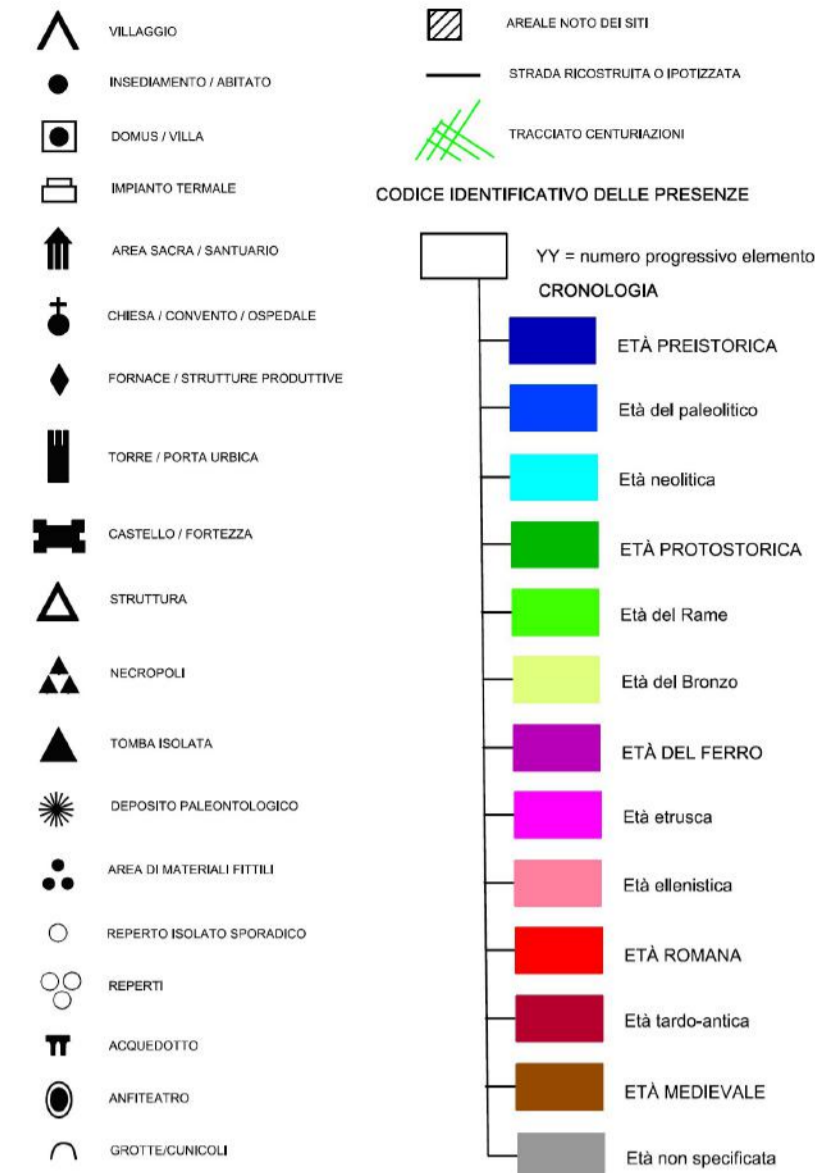 VILLAGGIO
INSEDIAMENTO / ABITATO
DOMUS / VILLA
IMPIANTO TERMALE
AREA SACRA / SANTUARIO
CHIESA / CONVENTO / OSPEDALE
FORNACE / STRUTTURE PRODUTTIVE
TORRE / PORTA URBICA
CASTELLO / FORTEZZA
STRUTTURA
NECROPOLI
TOMBA ISOLATA
DEPOSITO PALEONTOLOGICO
AREA DI MATERIALI FITTILI
REPERTO ISOLATO SPORADICO
REPERTI
ACQUEDOTTO
ANFITEATRO
GROTTE/CUNICOLI
AREALE NOTO DEI SITI
STRADA RICOSTRUITA O IPOTIZZATA
TRACCIATO CENTURIAZIONI
CODICE IDENTIFICATIVO DELLE PRESENZE
YY = numero progressivo elemento
CRONOLOGIA
ETÀ PREISTORICA
Età del paleolitico
Età neolitica
ETÀ PROTOSTORICA
Età del Rame
Età del Bronzo
ETÀ DEL FERRO
Età etrusca
Età ellenistica
ETÀ ROMANA
Età tardo-antica
ETÀ MEDIEVALE
Età non specificata